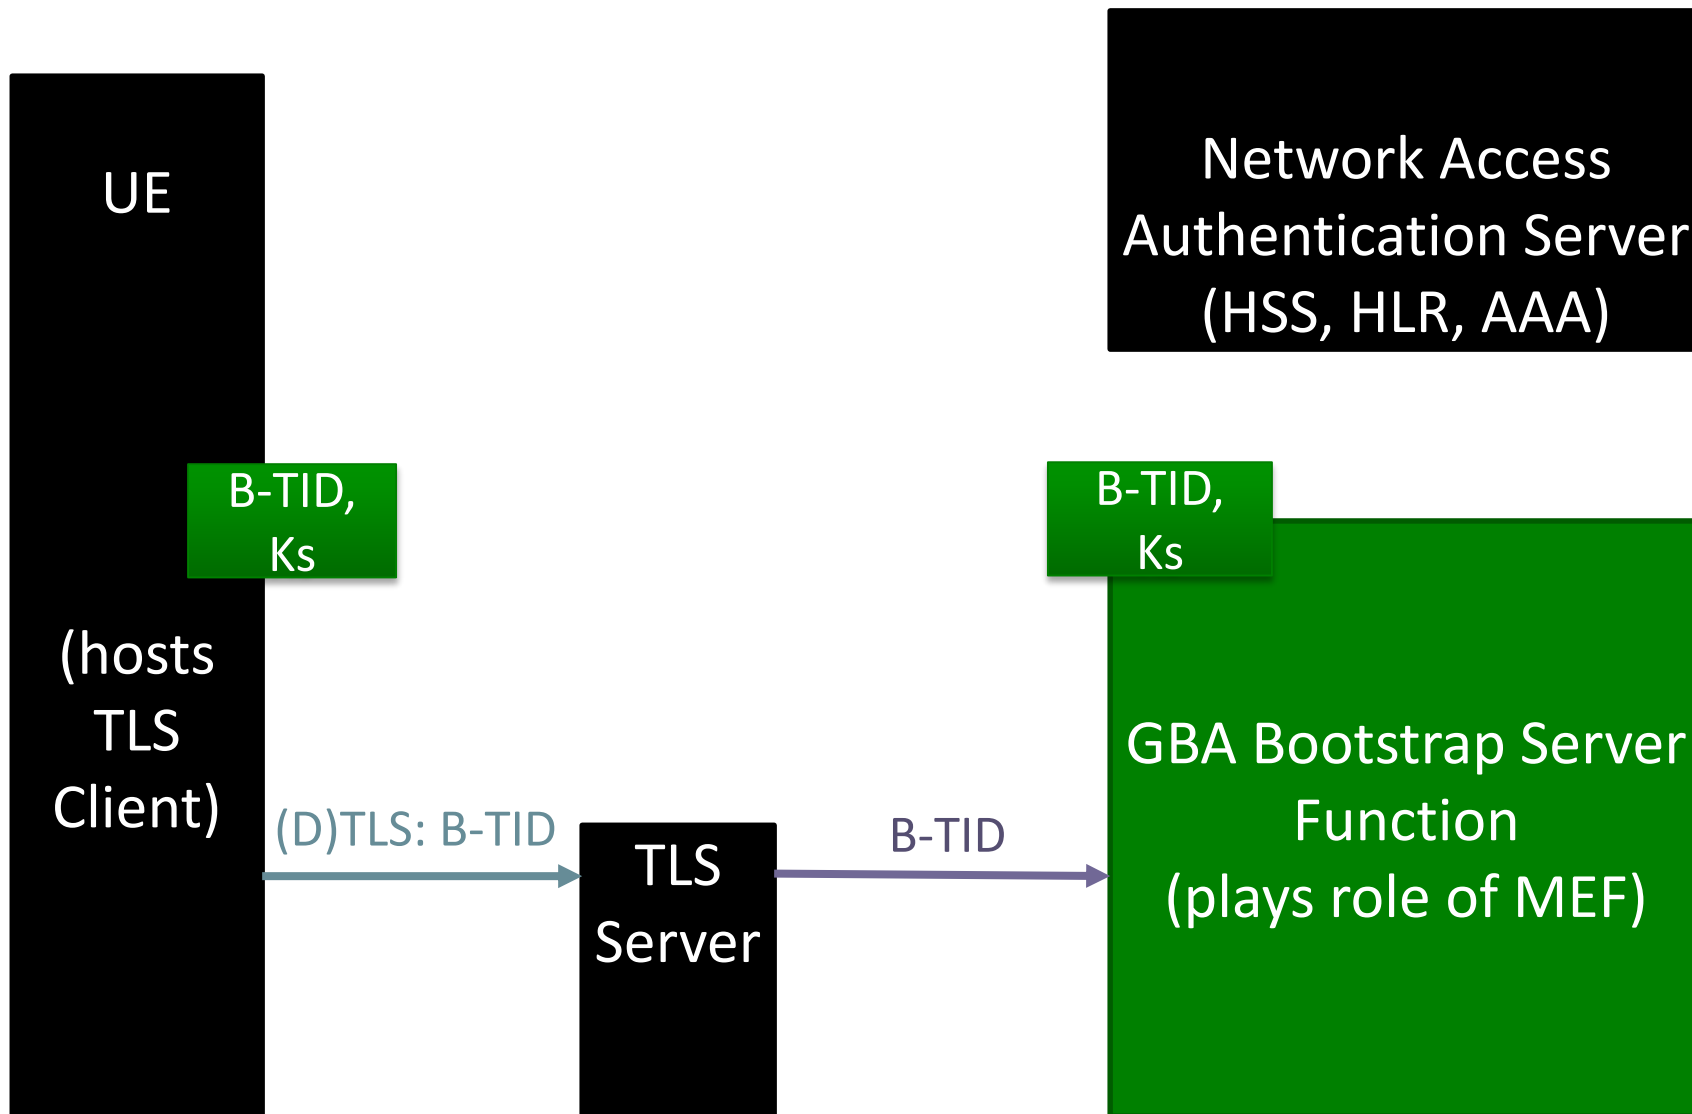 UE
(hosts
TLS
Client)
B-TID,
Ks
(D)TLS: B-TID
TLS
Server
B-TID
B-TID,
Ks
Network Access
Authentication Server
(HSS, HLR, AAA)
GBA Bootstrap Server
Function
(plays role of MEF)